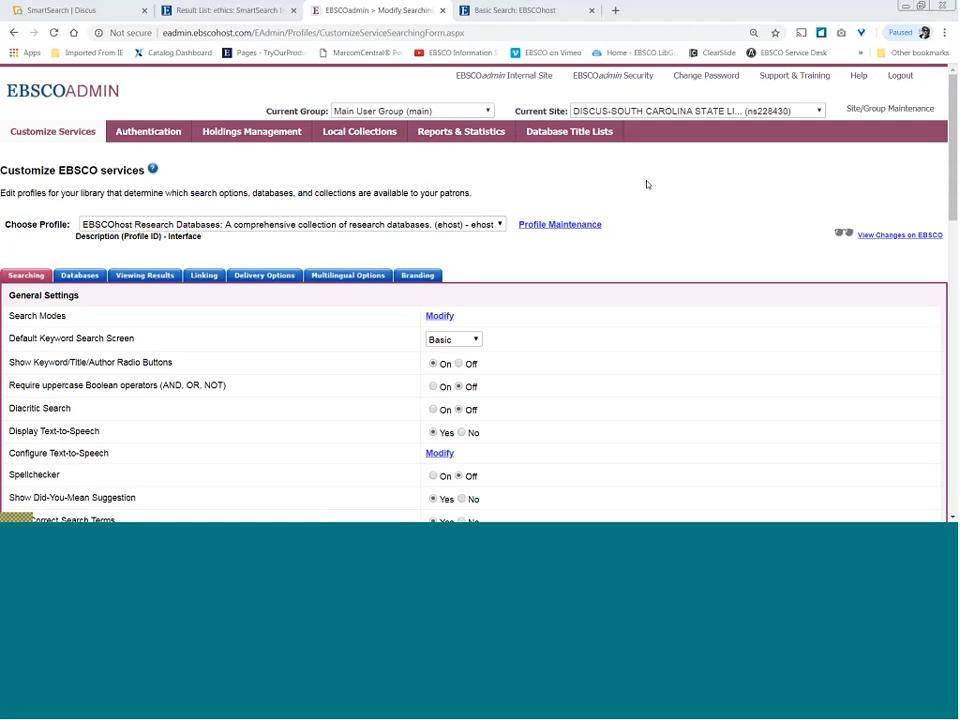 SmartSearch | Discus
Result List: ethics: SmartSearch
EBSCOadmin > Modify Searching
Basic Search: EBSCOhost
Not secure | eadmin.ebscohost.com/EAdmin/Profiles/CustomizeServiceSearchingForm.aspx
Paused
Apps Imported From IE Catalog Dashboard Pages - TryOurProdu MarcomCentral® Po EBSCO Information S EBSCO on Vimeo Home - EBSCO LibGu ClearSlide EBSCO Service Desk » Other bookmarks
EBSCOadmin Internal Site EBSCOadmin Security Change Password Support & Training Help Logout
EBSCOADMIN
Current Group: Main User Group (main) Current Site: DISCUS-SOUTH CAROLINA STATE LI... (ns228430) Site/Group Maintenance
Customize Services Authentication Holdings Management Local Collections Reports & Statistics Database Title Lists
Customize EBSCO services ?
Edit profiles for your library that determine which search options, databases, and collections are available to your patrons.
Choose Profile: EBSCOhost Research Databases: A comprehensive collection of research databases. (ehost) - ehost Profile Maintenance
Description (Profile ID) - Interface
View Changes on EBSCO
Searching Databases Viewing Results Linking Delivery Options Multilingual Options Branding
General Settings
Search Modes Modify
Default Keyword Search Screen Basic
Show Keyword/Title/Author Radio Buttons On Off
Require uppercase Boolean operators (AND, OR, NOT) On Off
Diacritic Search On Off
Display Text-to-Speech Yes No
Configure Text-to-Speech Modify
Spellchecker On Off
Show Did-You-Mean Suggestion Yes No
Correct Search Terms Yes No